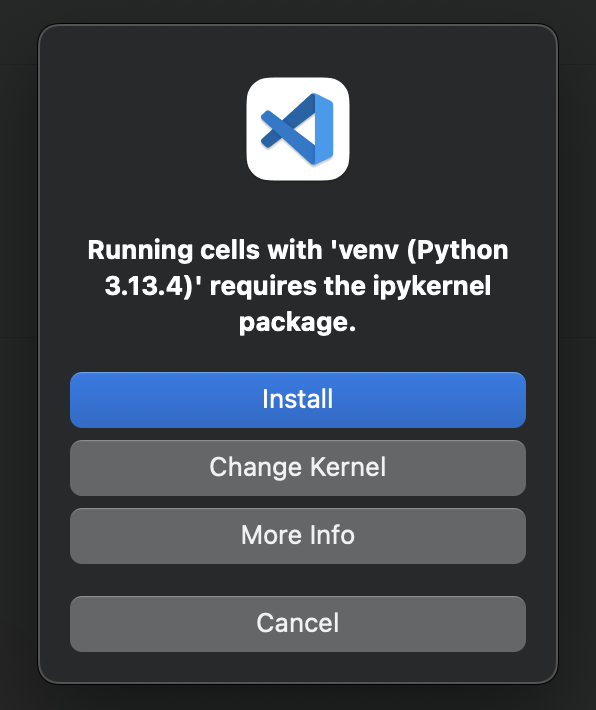 Running cells with 'venv (Python
3.13.4)' requires the ipykernel
package.
Install
Change Kernel
More Info
Cancel